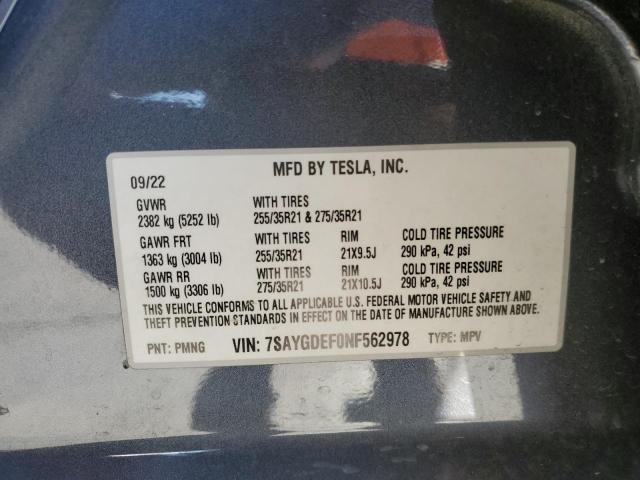 MFD BY TESLA, INC.
09/22
GVWR WITH TIRES
2382 kg (5252 lb) 255/35R21 & 275/35R21
GAWR FRT WITH TIRES RIM COLD TIRE PRESSURE
1363 kg (3004 lb) 255/35R21 21X9.5J 290 kPa, 42 psi
GAWR RR WITH TIRES RIM COLD TIRE PRESSURE
1500 kg (3306 lb) 275/35R21 21X10.5J 290 kPa, 42 psi
THIS VEHICLE CONFORMS TO ALL APPLICABLE U.S. FEDERAL MOTOR VEHICLE SAFETY AND
THEFT PREVENTION STANDARDS IN EFFECT ON THE DATE OF MANUFACTURE SHOWN ABOVE.
PNT: PMNG VIN: 7SAYGDEF0NF562978 TYPE: MPV